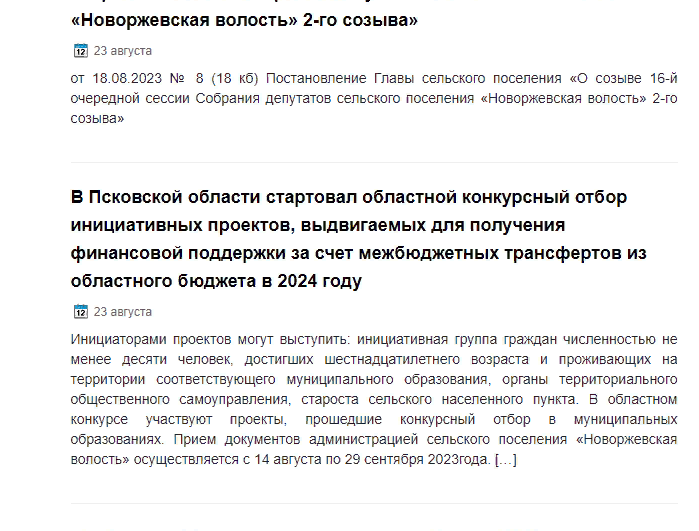 «Новоржевская волость» 2-го созыва»
23 августа
от 18.08.2023 № 8 (18 кб) Постановление Главы сельского поселения «О созыве 16-й
очередной сессии Собрания депутатов сельского поселения «Новоржевская волость» 2-го
созыва»
В Псковской области стартовал областной конкурсный отбор
инициативных проектов, выдвигаемых для получения
финансовой поддержки за счет межбюджетных трансфертов из
областного бюджета в 2024 году
23 августа
Инициаторами проектов могут выступить: инициативная группа граждан численностью не
менее десяти человек, достигших шестнадцатилетнего возраста и проживающих на
территории соответствующего муниципального образования, органы территориального
общественного самоуправления, староста сельского населенного пункта. В областном
конкурсе участвуют проекты, прошедшие конкурсный отбор в муниципальных
образованиях. Прием документов администрацией сельского поселения «Новоржевская
волость» осуществляется с 14 августа по 29 сентября 2023года. […]